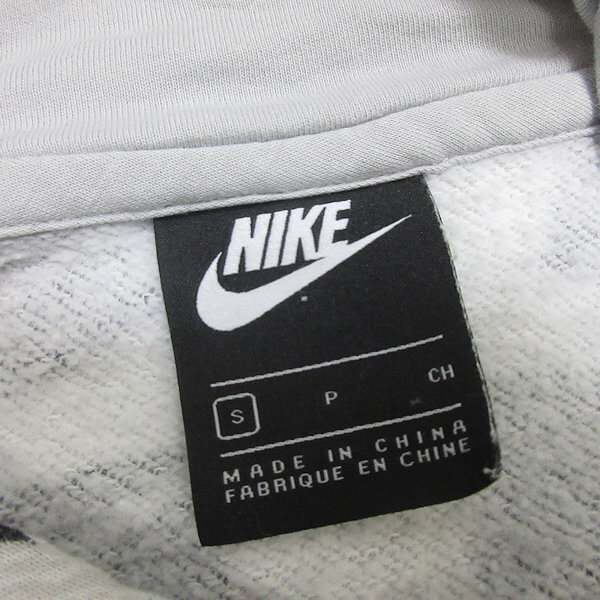 NIKE
S P CH
MADE IN CHINA
FABRIQUE EN CHINE